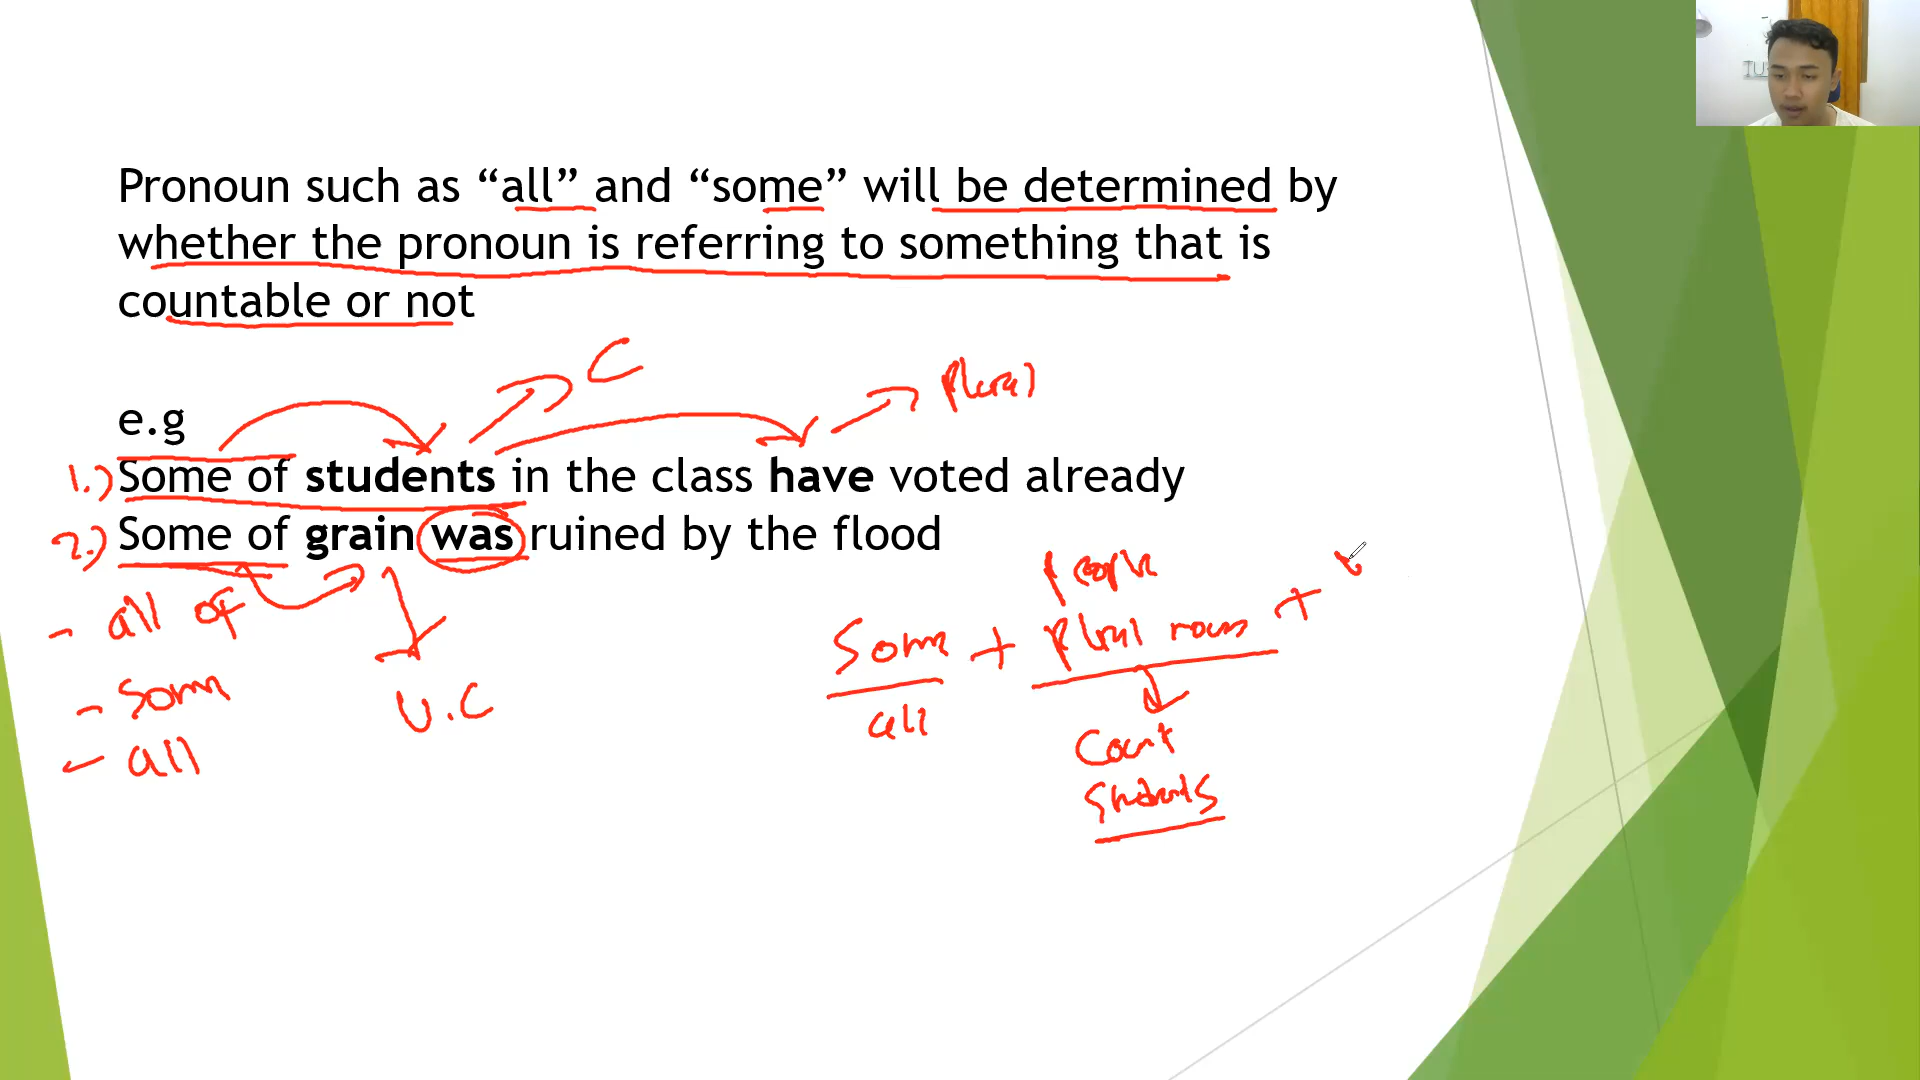 Pronoun such as “all” and “some” will be determined by
whether the pronoun is referring to something that is
countable or not
C
Plural
e.g
1.) Some of students in the class have voted already
2.) Some of grain was ruined by the flood
people
- all of
Some + plural noun +
- some
U.C
all
- all
Count
Students